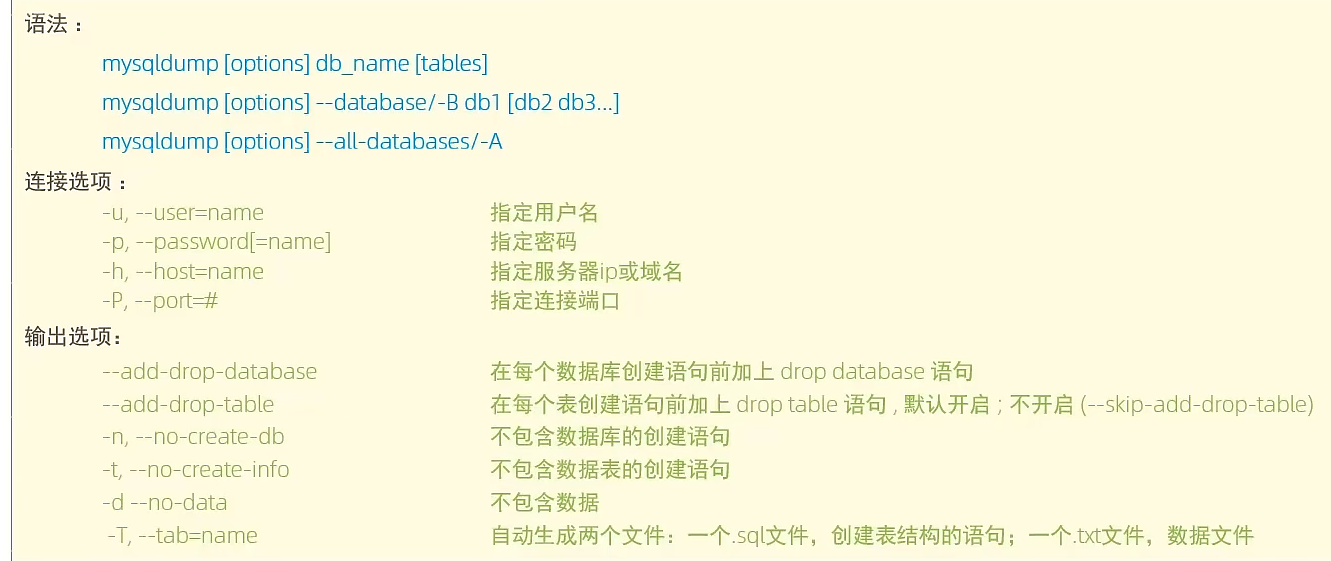 语法 :
mysqldump [options] db_name [tables]
mysqldump [options] --database/-B db1 [db2 db3...]
mysqldump [options] --all-databases/-A
连接选项 :
-u, --user=name 指定用户名
-p, --password[=name] 指定密码
-h, --host=name 指定服务器ip或域名
-P, --port=# 指定连接端口
输出选项:
--add-drop-database 在每个数据库创建语句前加上 drop database 语句
--add-drop-table 在每个表创建语句前加上 drop table 语句 , 默认开启 ; 不开启 (--skip-add-drop-table)
-n, --no-create-db 不包含数据库的创建语句
-t, --no-create-info 不包含数据表的创建语句
-d --no-data 不包含数据
-T, --tab=name 自动生成两个文件：一个.sql文件，创建表结构的语句；一个.txt文件，数据文件